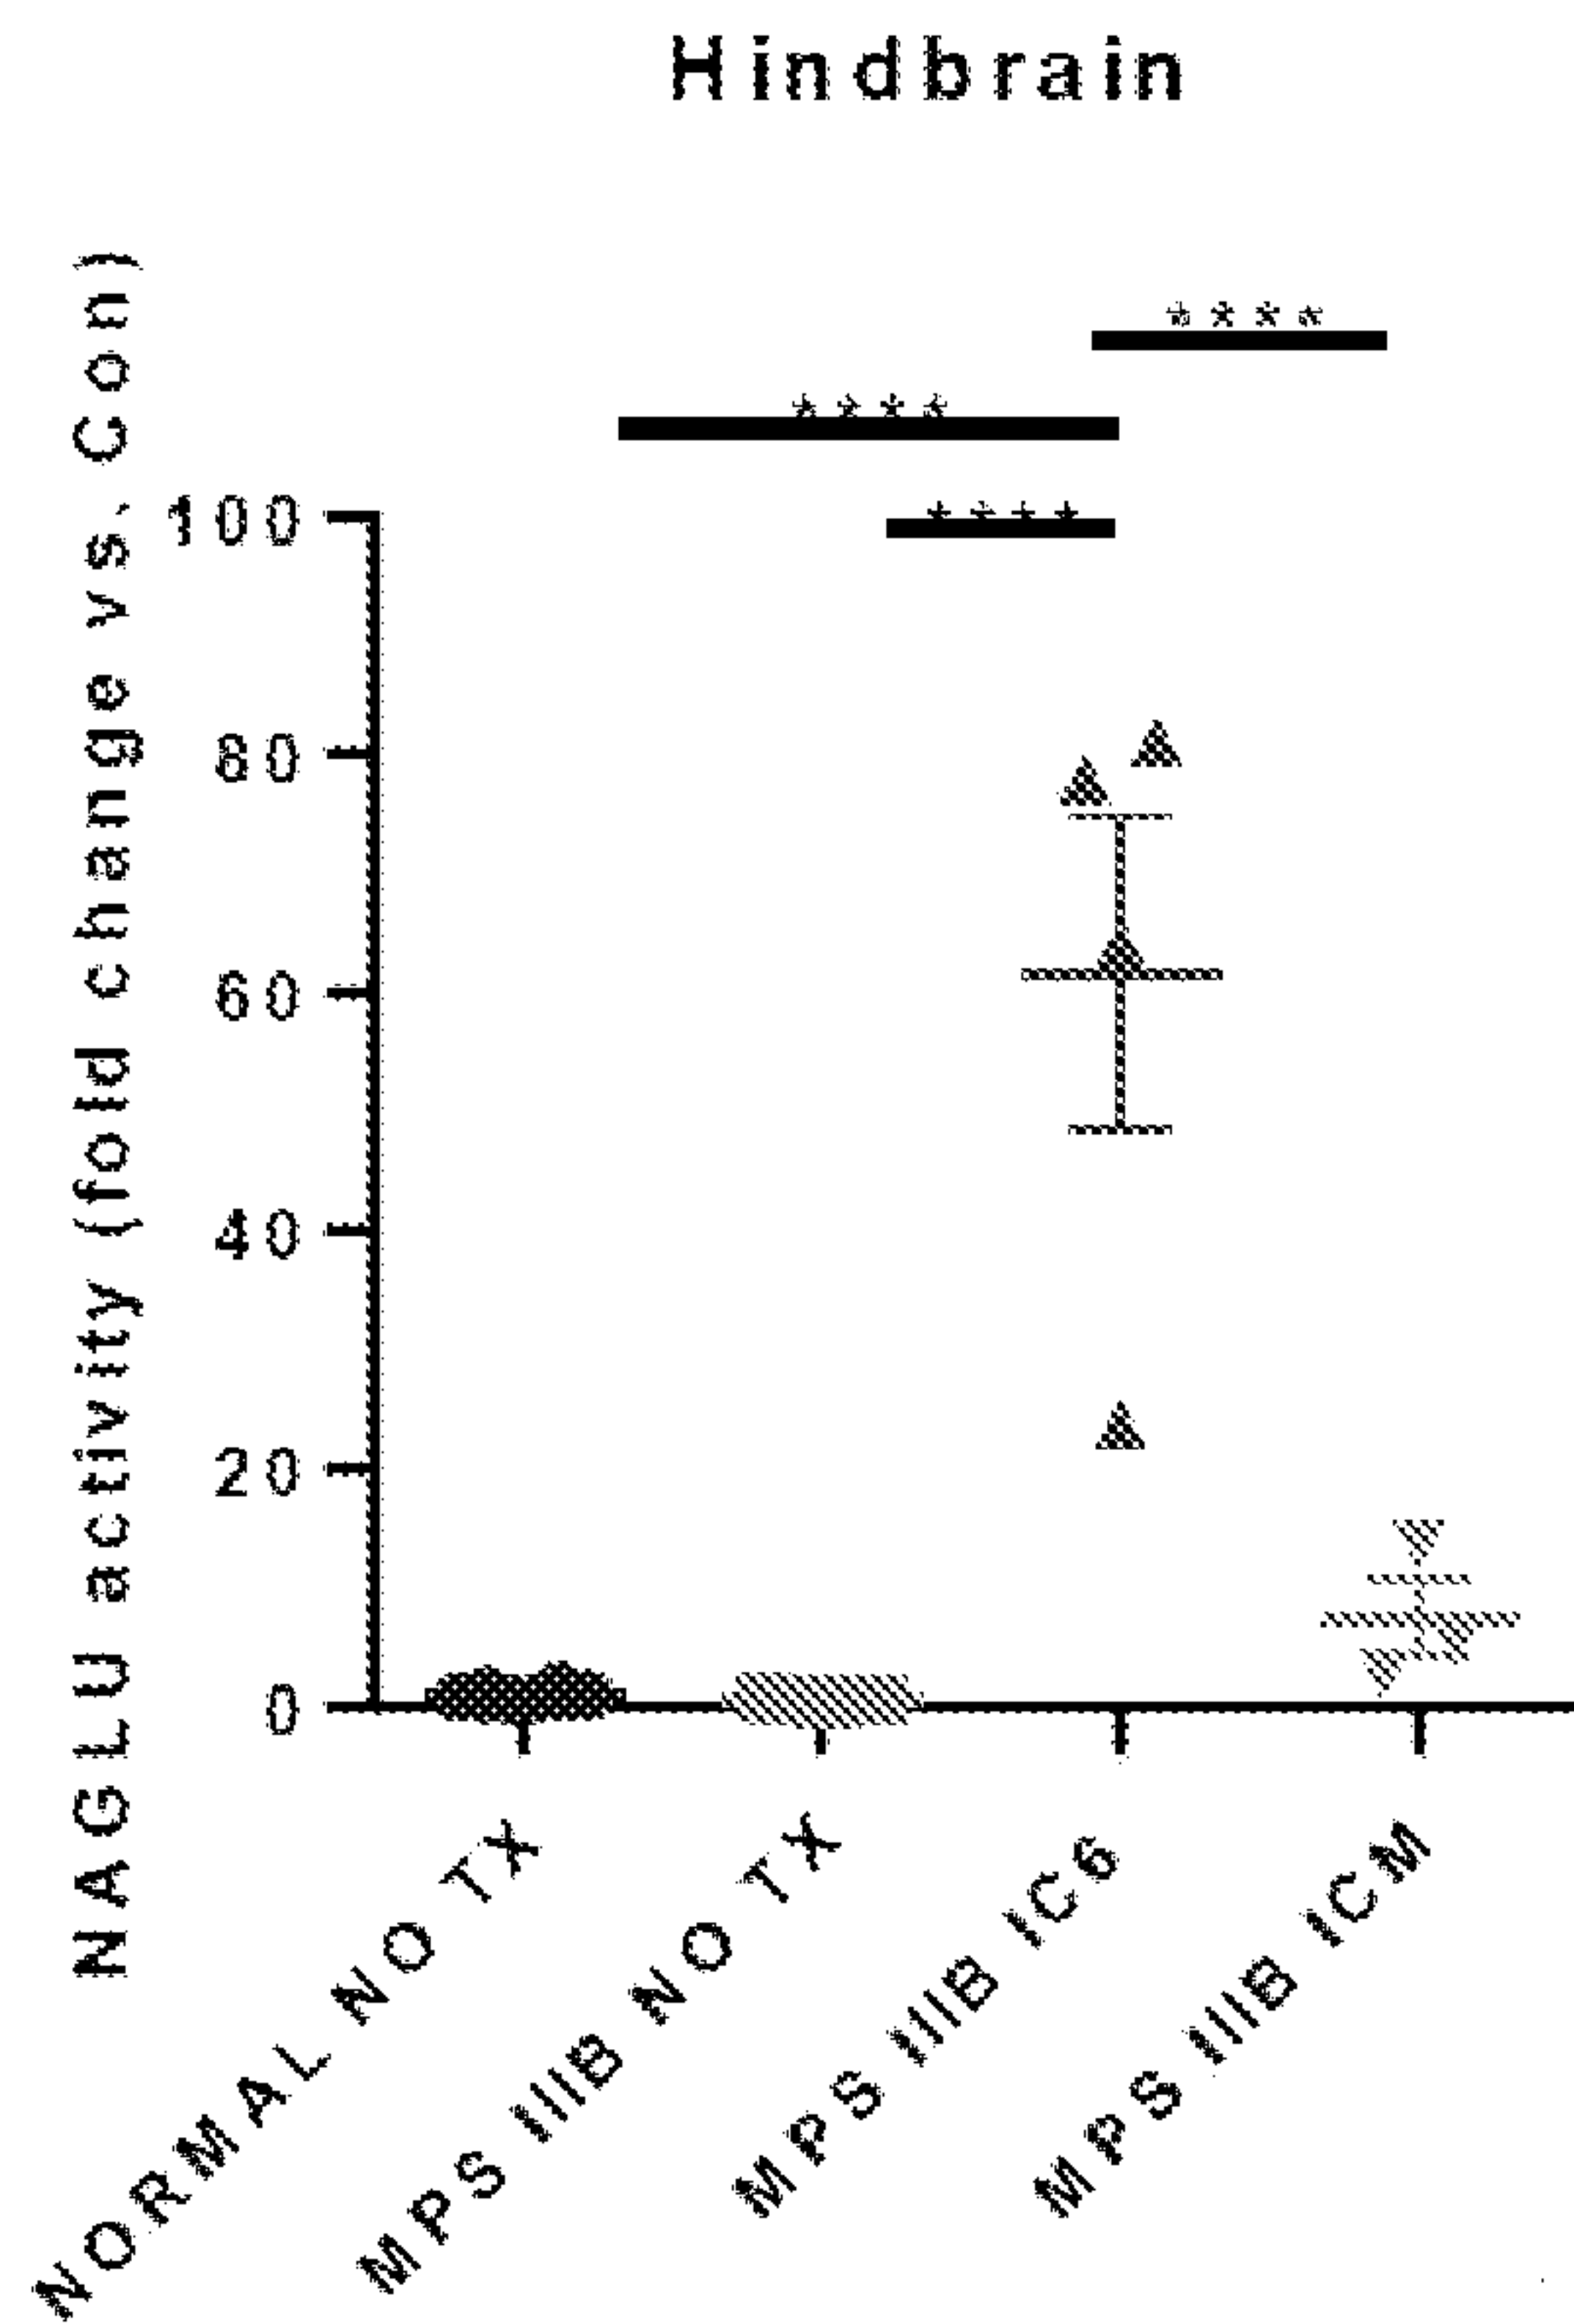 Hindbrain
NAGLU activity (fold change vs. Con)
****
****
****
100
80
60
40
20
0
NORMAL NO TX
MPS IIIB NO TX
MPS IIIB IC6
MPS IIIB ICM